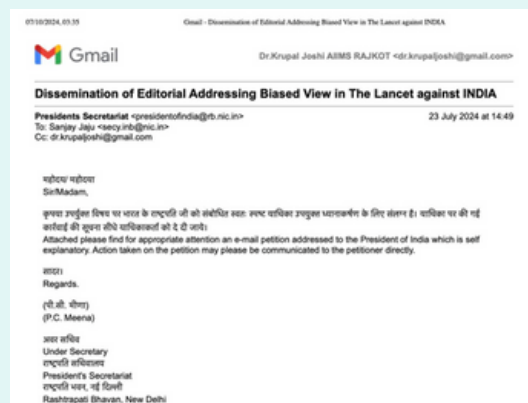 07/10/2024, 03:35
Gmail - Dissemination of Editorial Addressing Biased View in The Lancet against INDIA
Gmail
Dr.Krupal Joshi AIIMS RAJKOT <dr.krupaljoshi@gmail.com>
Dissemination of Editorial Addressing Biased View in The Lancet against INDIA
Presidents Secretariat <presidentofindia@rb.nic.in>
23 July 2024 at 14:49
To: Sanjay Jaju <secy.inb@nic.in>
Cc: dr.krupaljoshi@gmail.com
महोदय/ महोदया
Sir/Madam,
कृपया उपर्युक्त विषय पर भारत के राष्ट्रपति जी को संबोधित स्वतः स्पष्ट याचिका उपयुक्त ध्यानाकर्षण के लिए संलग्न है। याचिका पर की गई
कार्रवाई की सूचना सीधे याचिकाकर्ता को दे दी जाये।
Attached please find for appropriate attention an e-mail petition addressed to the President of India which is self
explanatory. Action taken on the petition may please be communicated to the petitioner directly.
सादर।
Regards.
(पी.सी. मीणा)
(P.C. Meena)
अवर सचिव
Under Secretary
राष्ट्रपति सचिवालय
President's Secretariat
राष्ट्रपति भवन, नई दिल्ली
Rashtrapati Bhavan, New Delhi